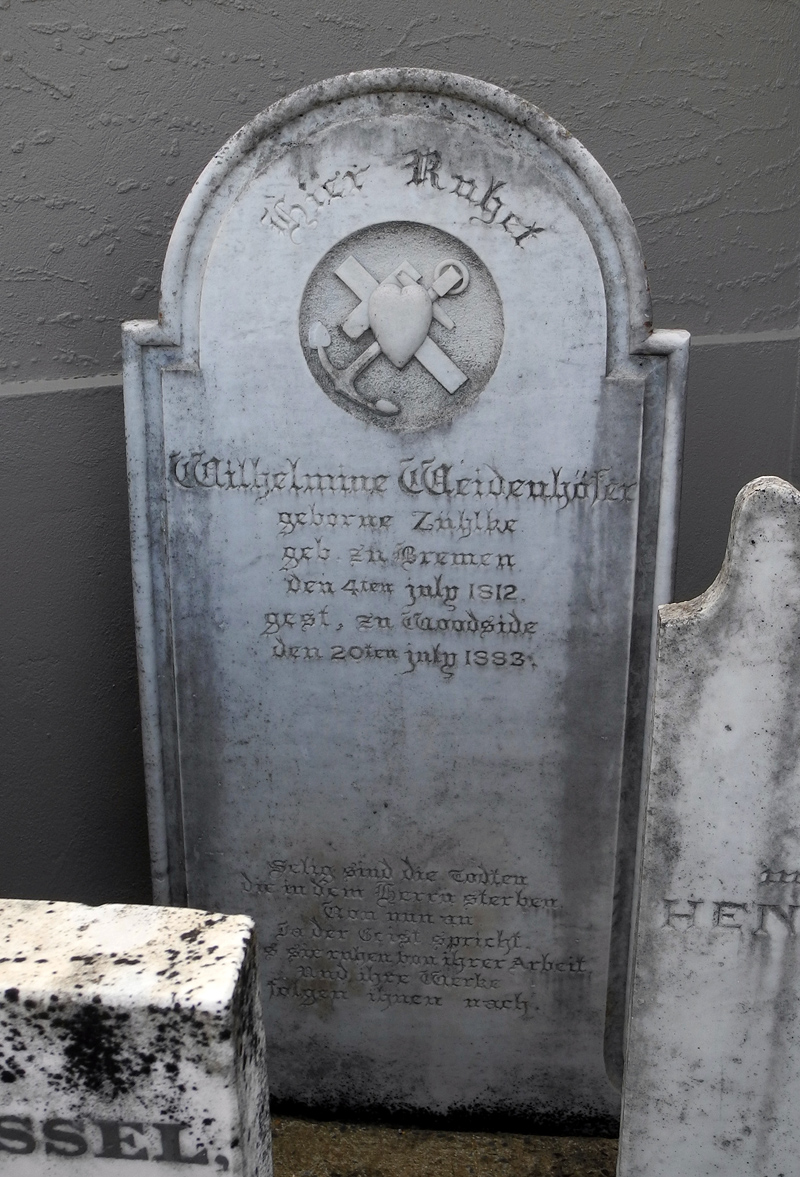 Hier Ruhet
Wilhelmine Weidenhöfer
geborne Zühlke
geb. zu Bremen
den 4ten july 1812.
gest, zu Woodside
den 20ten july 1883.
Selig sind die Todten
die in dem Herrn sterben,
Von nun an
Ja der Geist spricht.
sie ruhen von ihrer Arbeit,
und ihre Werke
folgen ihnen nach.
SSEL,
in
HEN